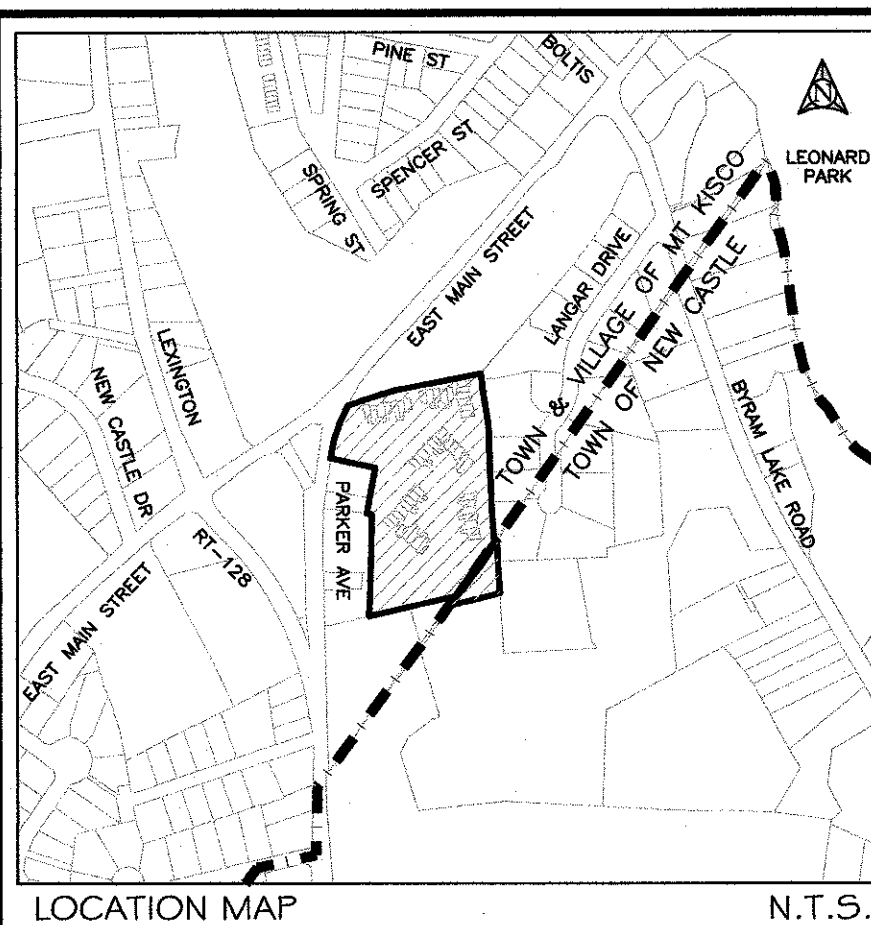 PINE ST
BOLTIS
N
LEONARD
PARK
SPENCER ST
SPRING ST
EAST MAIN STREET
LANGAR DRIVE
TOWN & VILLAGE OF MT KISCO
TOWN OF NEW CASTLE
LEXINGTON
NEW CASTLE DR
BYRAM LAKE ROAD
PARKER AVE
RT-128
EAST MAIN STREET
LOCATION MAP
N.T.S.